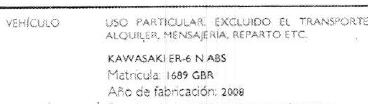 VEHÍCULO USO PARTICULAR. EXCLUIDO EL TRANSPORTE
ALQUILER, MENSAJERÍA, REPARTO ETC.
KAWASAKI ER-6 N ABS
Matricula: 1689 GBR
Año de fabricación: 2008